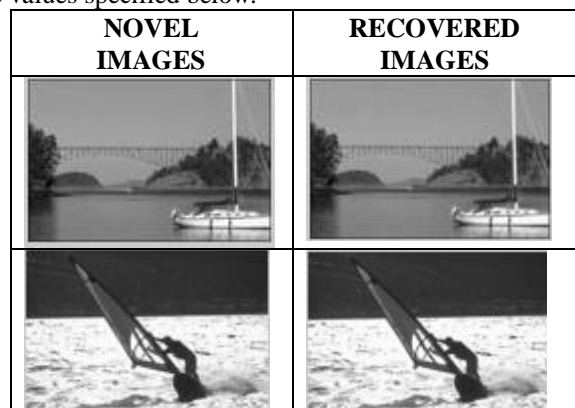 values specified below.
NOVEL
IMAGES
RECOVERED
IMAGES